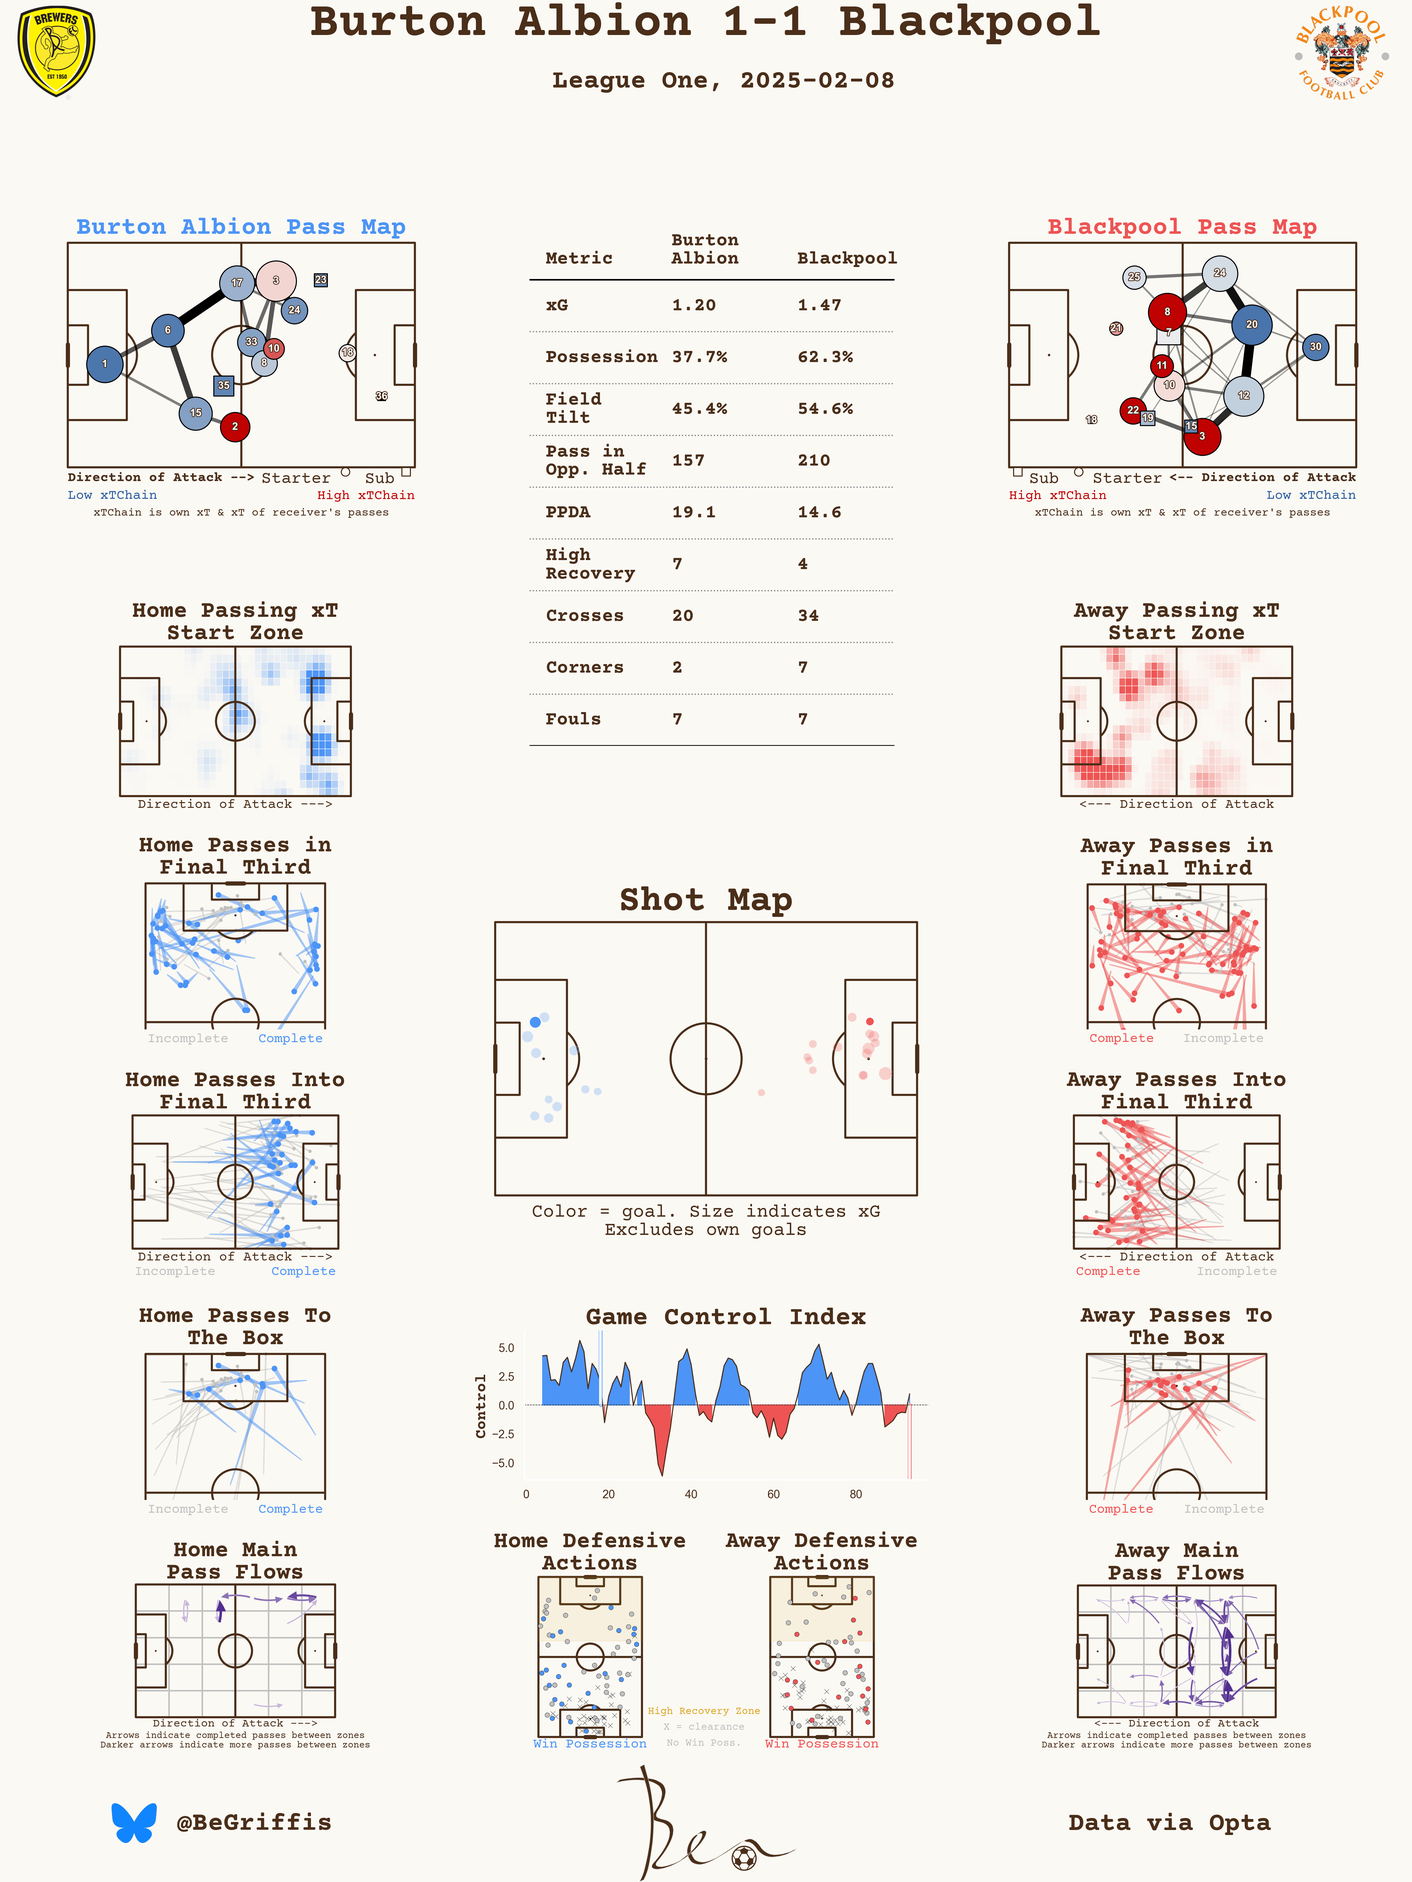 Burton Albion 1-1 Blackpool
League One, 2025-02-08
BREWERS
EST 1950
BLACKPOOL
FOOTBALL CLUB
Burton Albion Pass Map
17
3
23
24
6
33
10
8
18
1
35
36
15
2
Direction of Attack --> Starter Sub
Low xTChain High xTChain
xTChain is own xT & xT of receiver's passes
Metric Burton Albion Blackpool
xG 1.20 1.47
Possession 37.7% 62.3%
Field Tilt 45.4% 54.6%
Pass in Opp. Half 157 210
PPDA 19.1 14.6
High Recovery 7 4
Crosses 20 34
Corners 2 7
Fouls 7 7
Blackpool Pass Map
25
24
8
21
7
20
30
11
10
12
22
19
18
15
3
Sub Starter <-- Direction of Attack
High xTChain Low xTChain
xTChain is own xT & xT of receiver's passes
Home Passing xT
Start Zone
Direction of Attack --->
Away Passing xT
Start Zone
<--- Direction of Attack
Home Passes in
Final Third
Incomplete Complete
Away Passes in
Final Third
Complete Incomplete
Shot Map
Color = goal. Size indicates xG
Excludes own goals
Home Passes Into
Final Third
Direction of Attack --->
Incomplete Complete
Away Passes Into
Final Third
<--- Direction of Attack
Complete Incomplete
Home Passes To
The Box
Incomplete Complete
Game Control Index
Control
5.0
2.5
0.0
−2.5
−5.0
0 20 40 60 80
Away Passes To
The Box
Complete Incomplete
Home Main
Pass Flows
Direction of Attack --->
Arrows indicate completed passes between zones
Darker arrows indicate more passes between zones
Home Defensive
Actions
Win Possession
High Recovery Zone
X = clearance
No Win Poss.
Away Defensive
Actions
Win Possession
Away Main
Pass Flows
<--- Direction of Attack
Arrows indicate completed passes between zones
Darker arrows indicate more passes between zones
@BeGriffis
Ben
Data via Opta